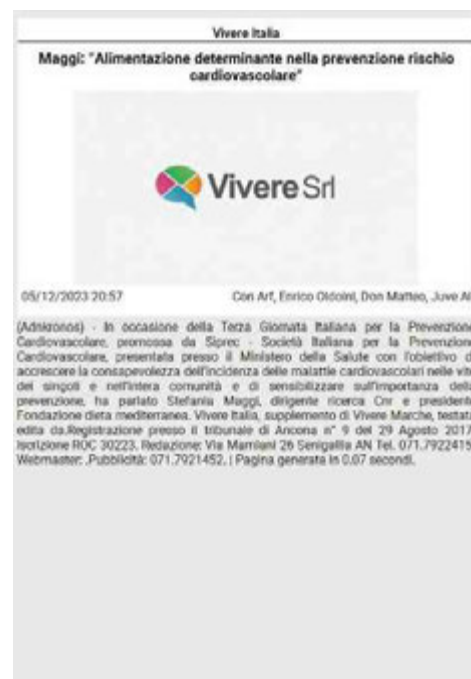 Vivere Italia
Maggi: "Alimentazione determinante nella prevenzione rischio
cardiovascolare"
Vivere Srl
05/12/2023 20:57
Con Arf, Enrico Oldoini, Don Matteo, Juve Al
(Adnkronos) - In occasione della Terza Giornata Italiana per la Prevenzione
Cardiovascolare, promossa da Siprec - Società Italiana per la Prevenzione
Cardiovascolare, presentata presso il Ministero della Salute con l'obiettivo d
accrescere la consapevolezza dell'incidenza delle malattie cardiovascolari nelle vite
dei singoli e nell'intera comunità e di sensibilizzare sull'importanza della
prevenzione, ha parlato Stefania Maggi, dirigente ricerca Cnr e presidente
Fondazione dieta mediterranea. Vivere Italia, supplemento di Vivere Marche, testata
edita da.Registrazione presso il tribunale di Ancona n° 9 del 29 Agosto 2017.
Iscrizione ROC 30223. Redazione: Via Mamiani 26 Senigallia AN Tel. 071.7922415.
Webmaster: .Pubblicità: 071.7921452. | Pagina generata in 0.07 secondi.